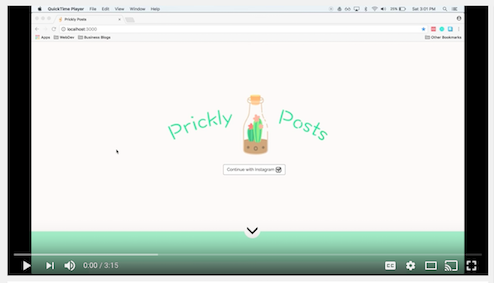 QuickTime Player File Edit View Window Help 31% Sat 3:01 PM
Prickly Posts
localhost:3000
Apps WebDev Business Blogs Other Bookmarks
Prickly Posts
Continue with Instagram
0:00 / 3:15 CC